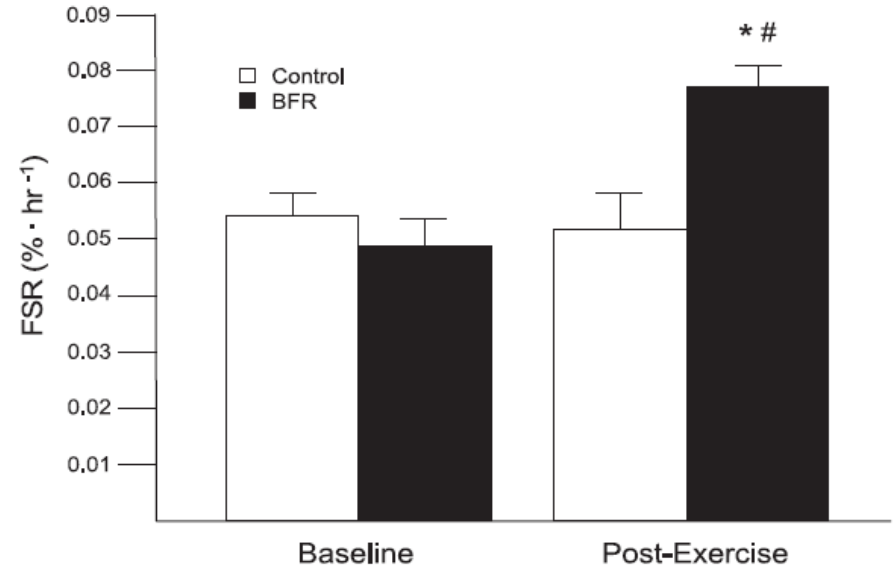 0.09
* #
0.08
Control
BFR
0.07
0.06
0.05
0.04
0.03
0.02
0.01
FSR (% · hr⁻¹)
Baseline Post-Exercise